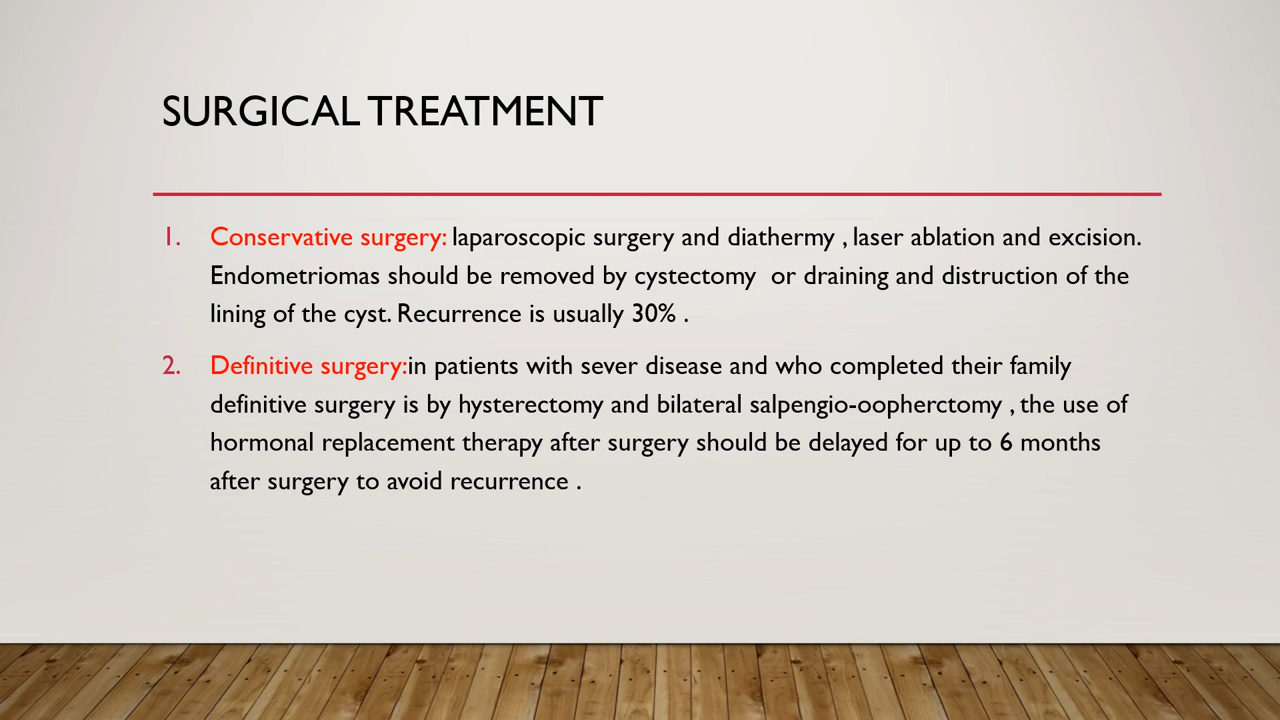 SURGICAL TREATMENT
1. Conservative surgery: laparoscopic surgery and diathermy , laser ablation and excision.
Endometriomas should be removed by cystectomy or draining and distruction of the
lining of the cyst. Recurrence is usually 30% .
2. Definitive surgery:in patients with sever disease and who completed their family
definitive surgery is by hysterectomy and bilateral salpengio-oopherctomy , the use of
hormonal replacement therapy after surgery should be delayed for up to 6 months
after surgery to avoid recurrence .